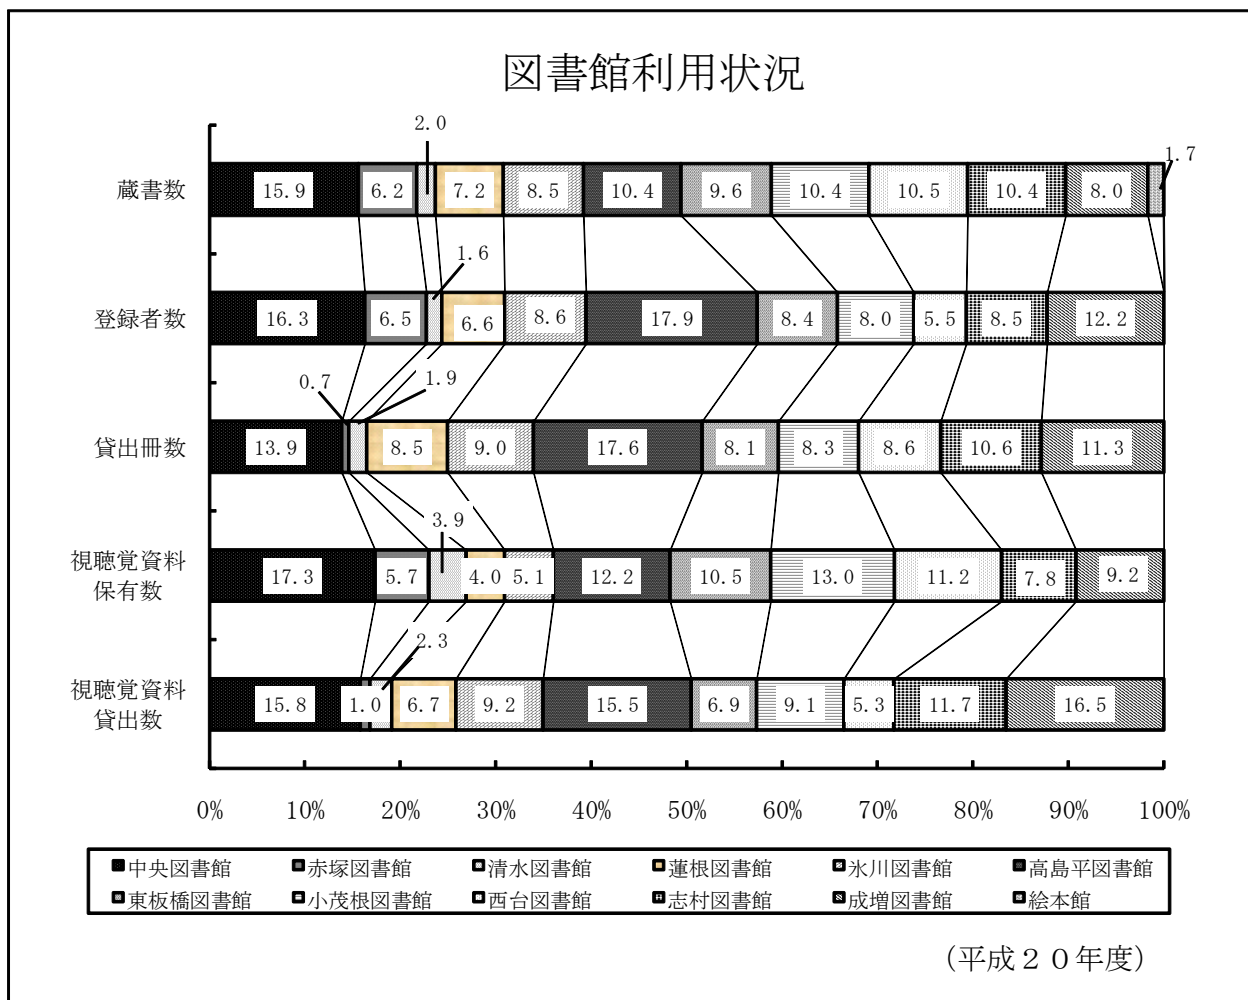 図書館利用状況
2.0
1.7
蔵書数 15.9 6.2 7.2 8.5 10.4 9.6 10.4 10.5 10.4 8.0
1.6
登録者数 16.3 6.5 6.6 8.6 17.9 8.4 8.0 5.5 8.5 12.2
0.7 1.9
貸出冊数 13.9 8.5 9.0 17.6 8.1 8.3 8.6 10.6 11.3
3.9
視聴覚資料
保有数
17.3 5.7 4.0 5.1 12.2 10.5 13.0 11.2 7.8 9.2
2.3
視聴覚資料
貸出数
15.8 1.0 6.7 9.2 15.5 6.9 9.1 5.3 11.7 16.5
0% 10% 20% 30% 40% 50% 60% 70% 80% 90% 100%
中央図書館 赤塚図書館 清水図書館 蓮根図書館 氷川図書館 高島平図書館
東板橋図書館 小茂根図書館 西台図書館 志村図書館 成増図書館 絵本館
（平成２０年度）